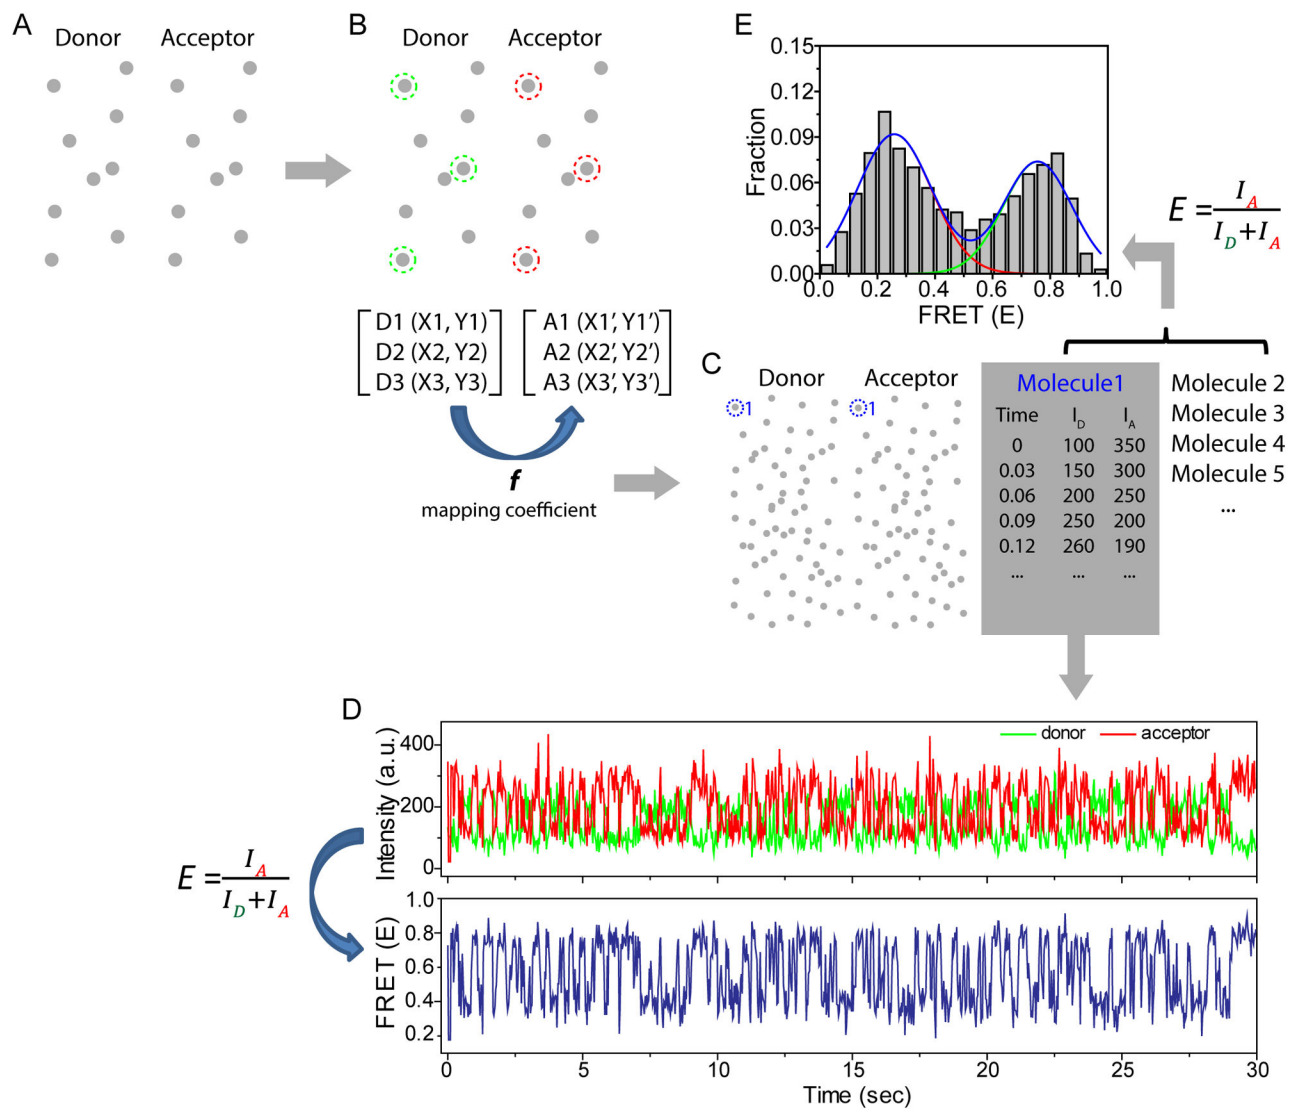 A
Donor Acceptor
B
Donor Acceptor
D1 (X1, Y1)
D2 (X2, Y2)
D3 (X3, Y3)
A1 (X1', Y1')
A2 (X2', Y2')
A3 (X3', Y3')
f
mapping coefficient
E
0.15
0.12
0.09
0.06
0.03
0.00
Fraction
0.0 0.2 0.4 0.6 0.8 1.0
FRET (E)
E = I_A / I_D + I_A
C
Donor Acceptor
1 1
Molecule1
Time I_D I_A
0 100 350
0.03 150 300
0.06 200 250
0.09 250 200
0.12 260 190
... ... ...
Molecule 2
Molecule 3
Molecule 4
Molecule 5
...
D
E = I_A / I_D + I_A
donor acceptor
400
200
0
Intensity (a.u.)
1.0
0.8
0.6
0.4
0.2
FRET (E)
0 5 10 15 20 25 30
Time (sec)